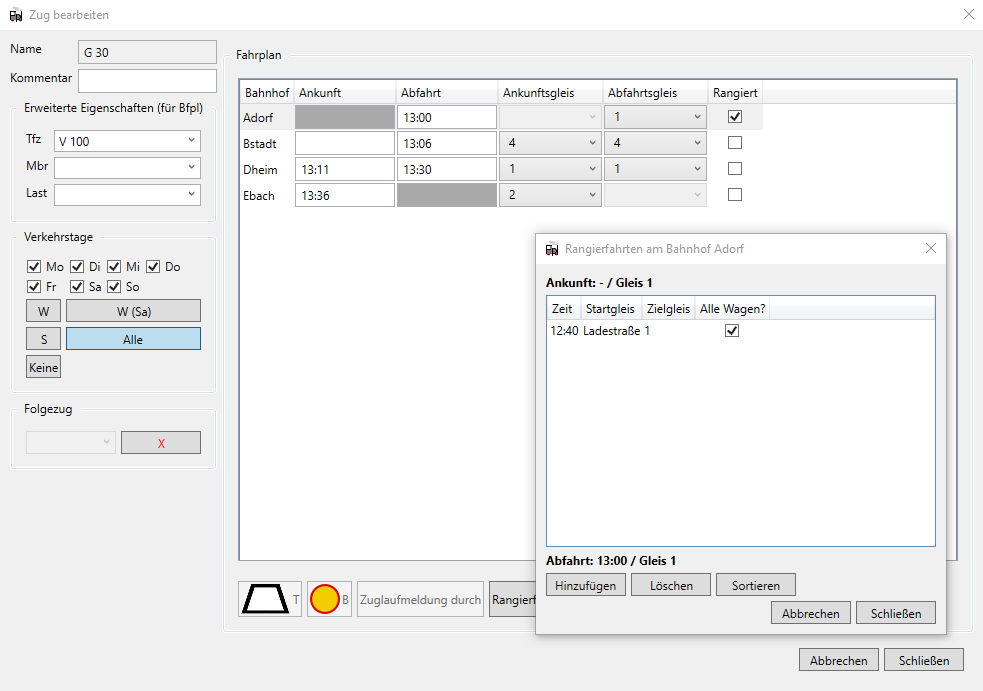 Zug bearbeiten
Name G 30
Kommentar
Erweiterte Eigenschaften (für Bfpl)
Tfz V 100
Mbr
Last
Verkehrstage
Mo Di Mi Do
Fr Sa So
W W (Sa)
S Alle
Keine
Folgezug
X
Fahrplan
Bahnhof Ankunft Abfahrt Ankunftsgleis Abfahrtsgleis Rangiert
Adorf 13:00 1
Bstadt 13:06 4 4
Dheim 13:11 13:30 1 1
Ebach 13:36 2
T B Zuglaufmeldung durch Rangierf
Rangierfahrten am Bahnhof Adorf
Ankunft: - / Gleis 1
Zeit Startgleis Zielgleis Alle Wagen?
12:40 Ladestraße 1
Abfahrt: 13:00 / Gleis 1
Hinzufügen Löschen Sortieren
Abbrechen Schließen
Abbrechen Schließen